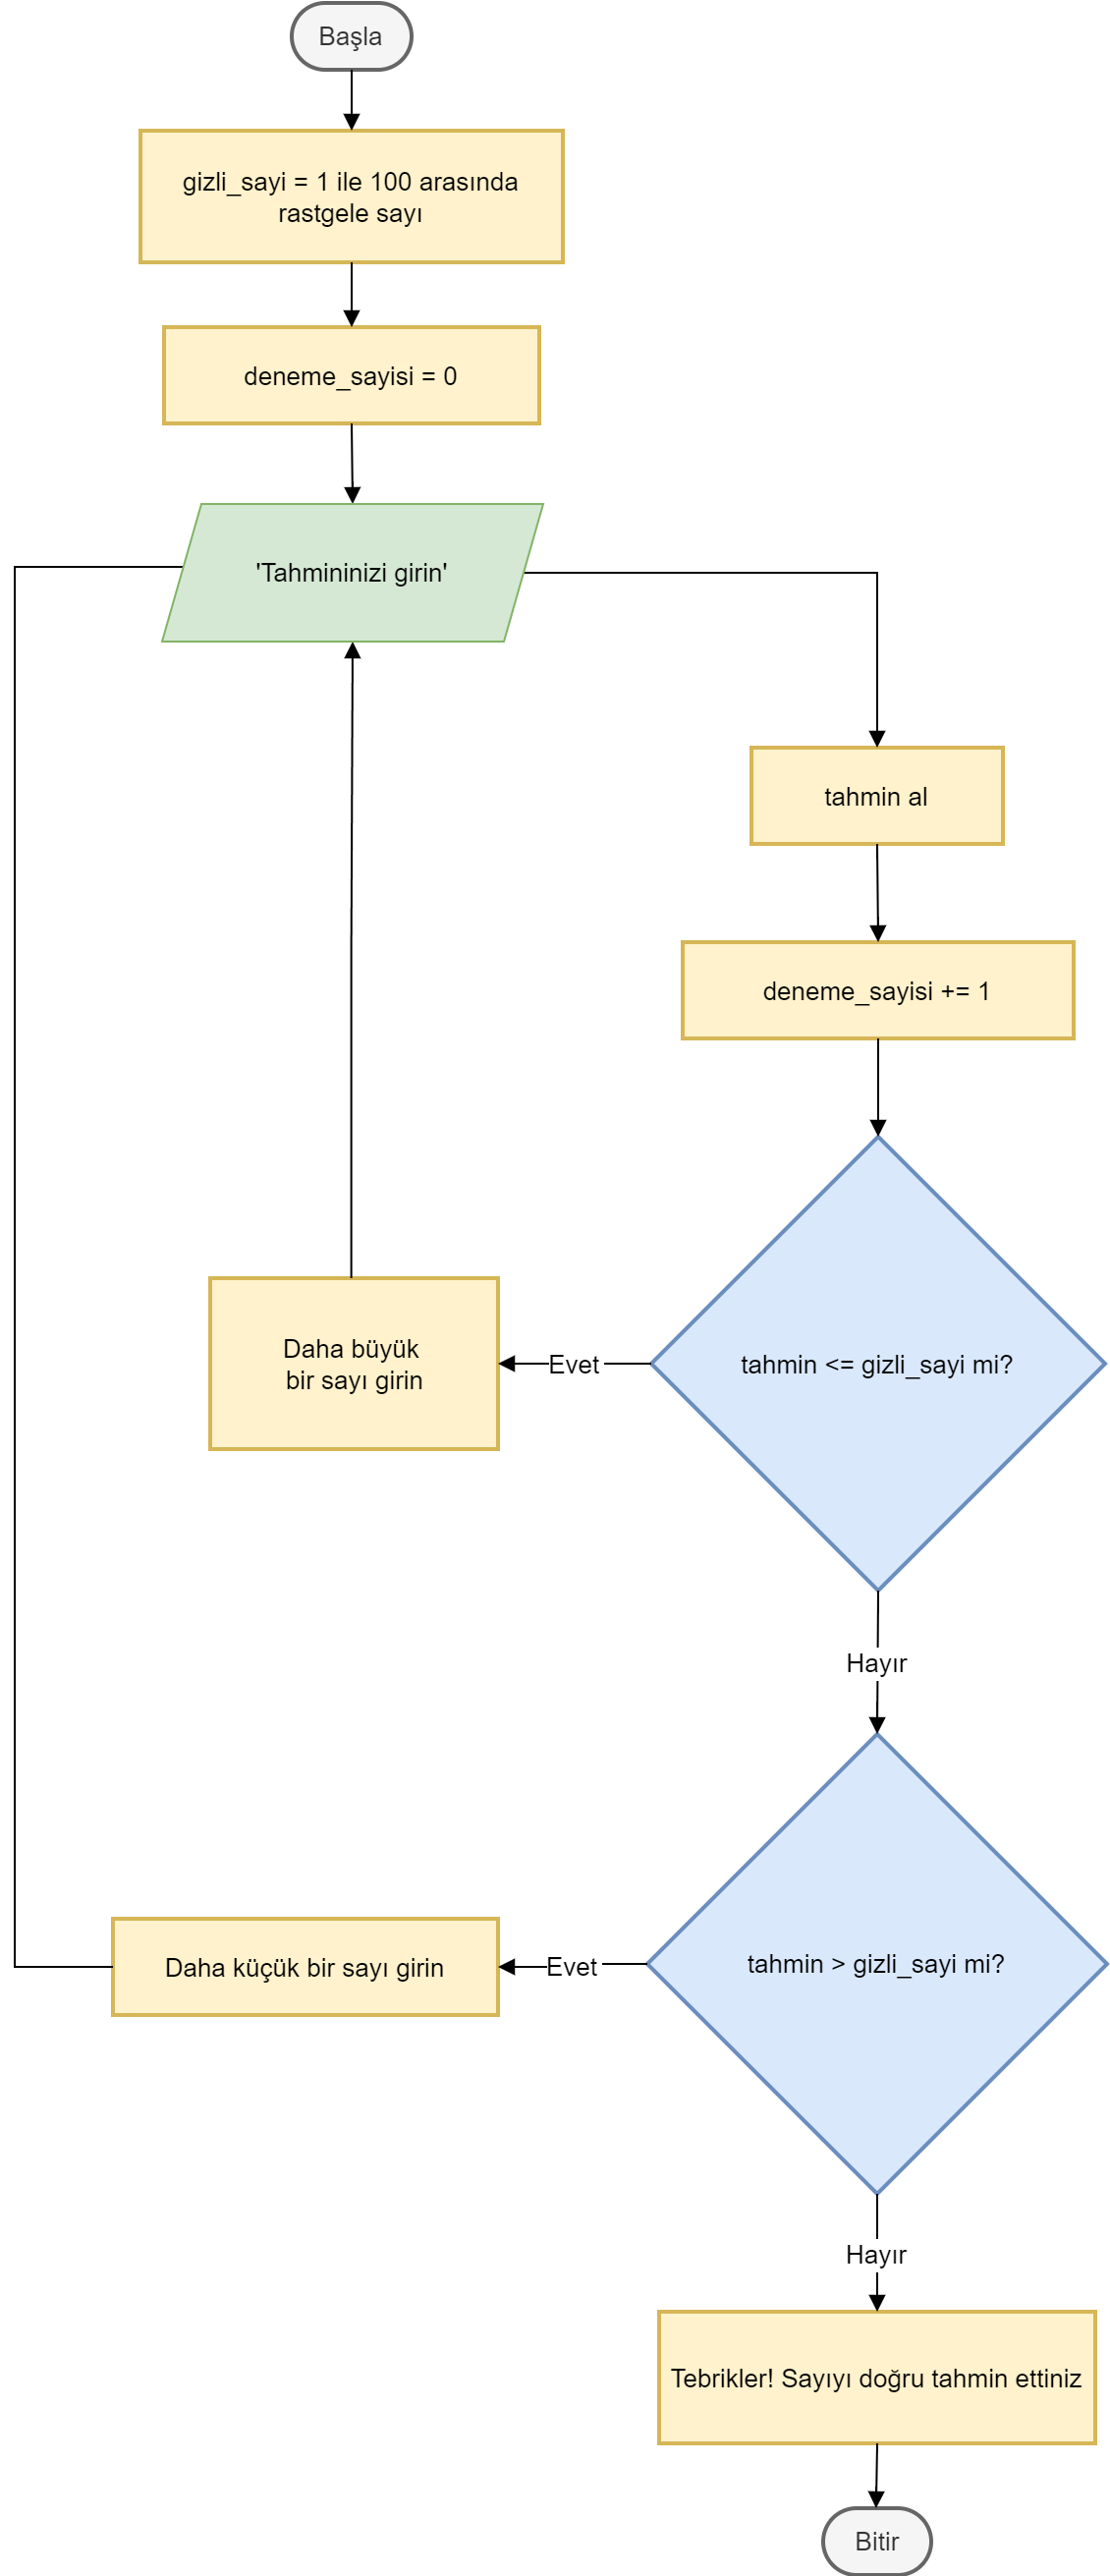 Başla
gizli_sayi = 1 ile 100 arasında
rastgele sayı
deneme_sayisi = 0
'Tahmininizi girin'
tahmin al
deneme_sayisi += 1
tahmin <= gizli_sayi mi?
Evet
Daha büyük
bir sayı girin
Hayır
tahmin > gizli_sayi mi?
Evet
Daha küçük bir sayı girin
Hayır
Tebrikler! Sayıyı doğru tahmin ettiniz
Bitir